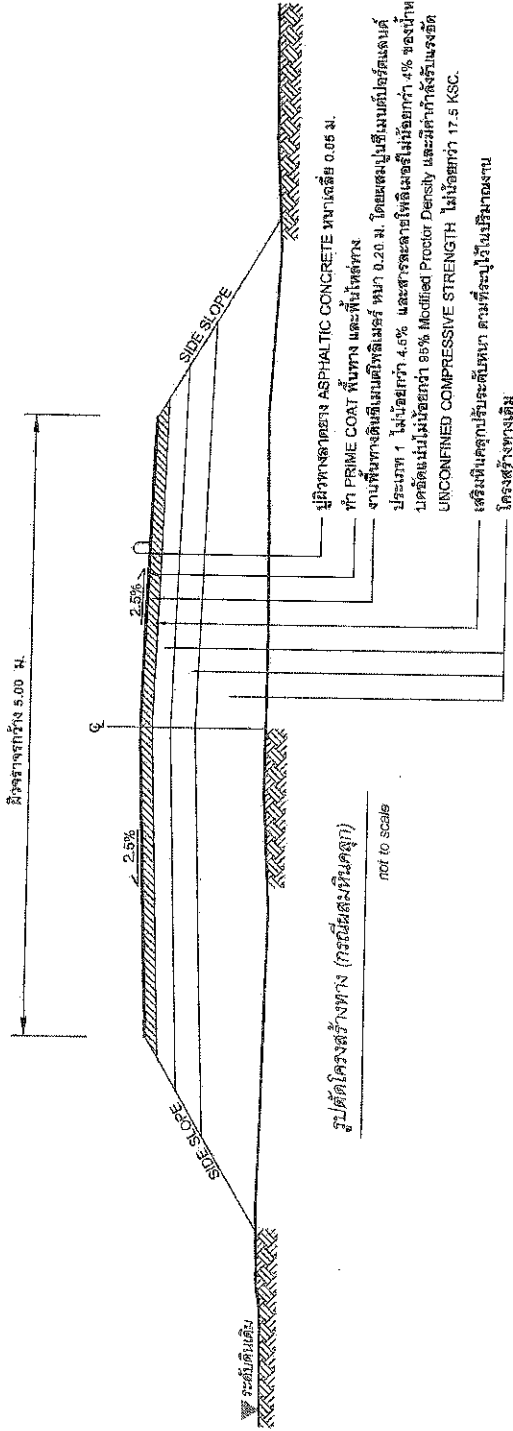 ผิวจราจรกว้าง 5.00 ม.
℄
2.5%
2.5%
SIDE SLOPE
SIDE SLOPE
ระดับดินเดิม
ปูผิวทางลาดยาง ASPHALTIC CONCRETE หนาเฉลี่ย 0.05 ม.
ทำ PRIME COAT พื้นทาง และพื้นไหล่ทาง
งานพื้นทางดินซีเมนต์โพลิเมอร์ หนา 0.20 ม. โดยผสมปูนซีเมนต์ปอร์ตแลนด์
ประเภท 1 ไม่น้อยกว่า 4.5% และสารละลายโพลิเมอร์ไม่น้อยกว่า 4% ของน้ำห
บดอัดแน่นไม่น้อยกว่า 95% Modified Proctor Density และมีค่ากำลังรับแรงอัด
UNCONFINED COMPRESSIVE STRENGTH ไม่น้อยกว่า 17.5 KSC.
เสริมหินคลุกปรับระดับหนา ตามที่ระบุไว้ในปริมาณงาน
โครงสร้างทางเดิม
รูปตัดโครงสร้างทาง (กรณีผสมหินคลุก)
not to scale